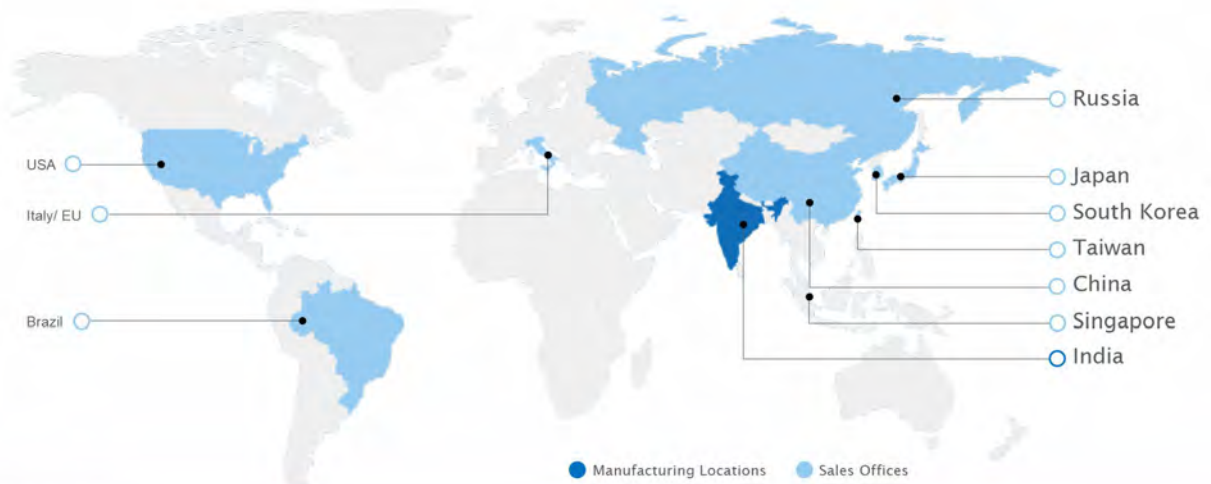 USA
Italy/ EU
Brazil
Russia
Japan
South Korea
Taiwan
China
Singapore
India
Manufacturing Locations
Sales Offices